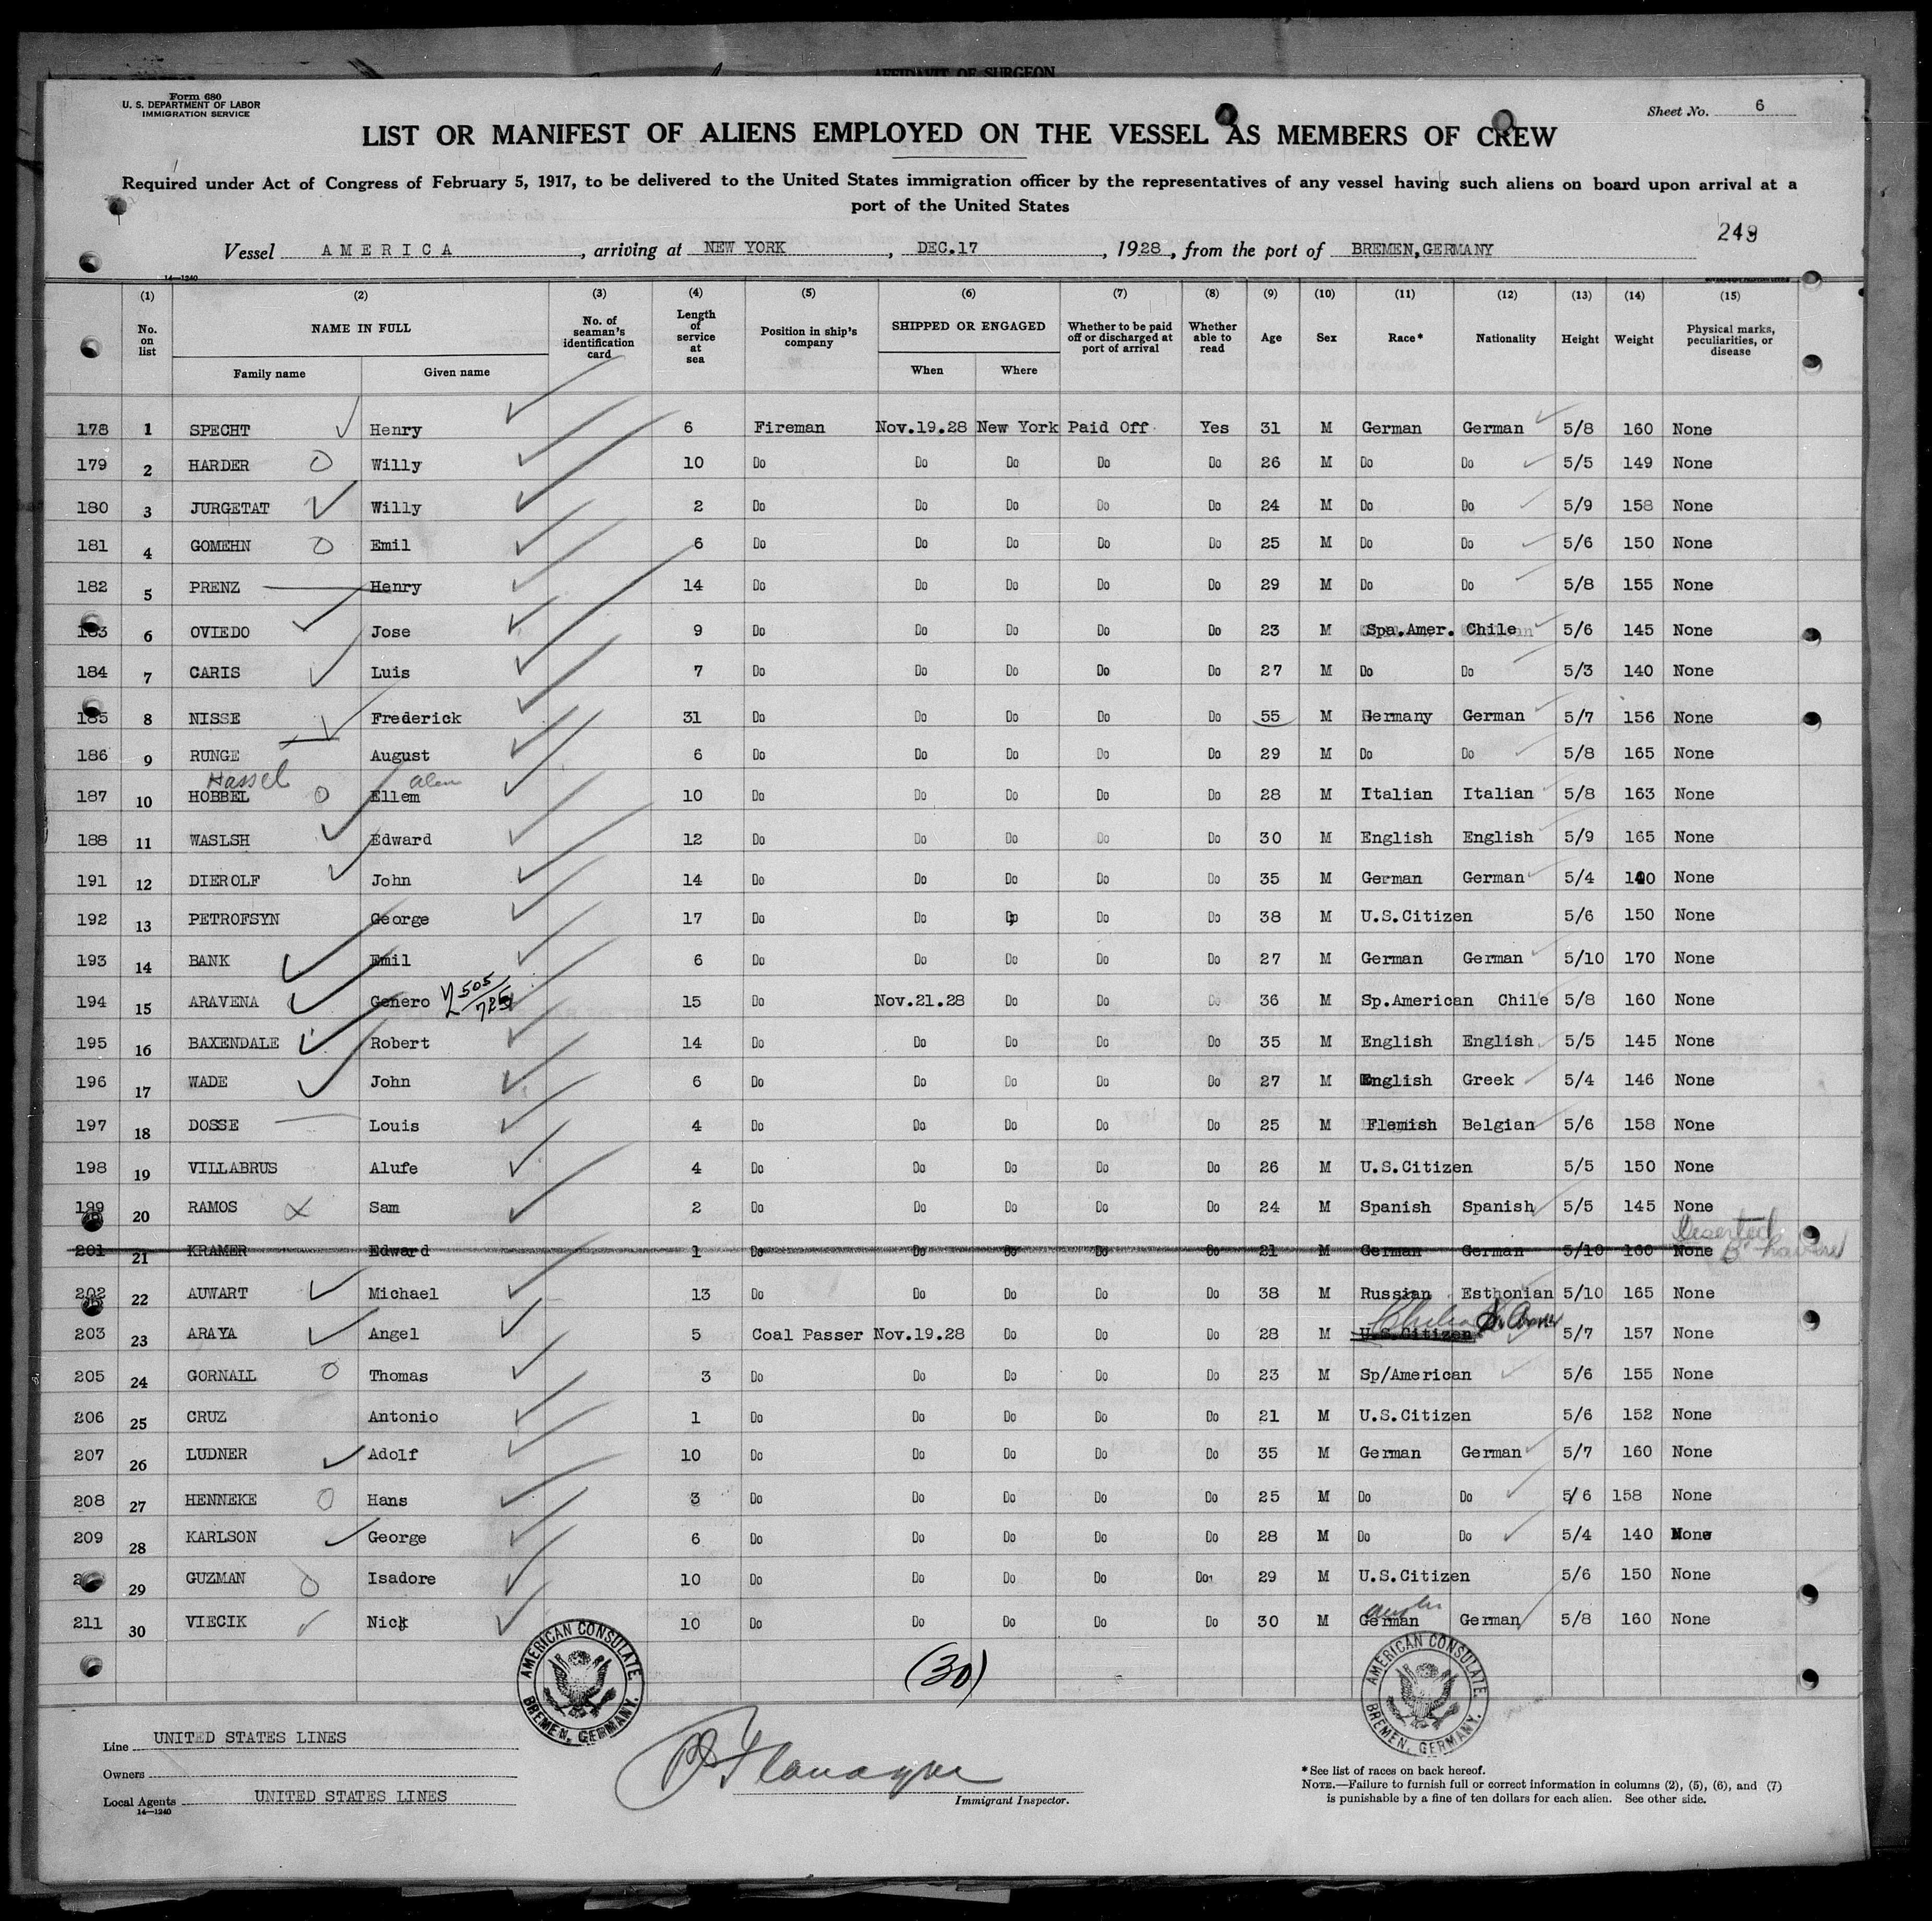 AFFIDAVIT OF SURGEON
Form 680
U. S. DEPARTMENT OF LABOR
IMMIGRATION SERVICE
Sheet No. 6
LIST OR MANIFEST OF ALIENS EMPLOYED ON THE VESSEL AS MEMBERS OF CREW
Required under Act of Congress of February 5, 1917, to be delivered to the United States immigration officer by the representatives of any vessel having such aliens on board upon arrival at a
port of the United States
249
Vessel AMERICA, arriving at NEW YORK, DEC.17, 1928, from the port of BREMEN, GERMANY
14—1240
(1) (2) (3) (4) (5) (6) (7) (8) (9) (10) (11) (12) (13) (14) (15)
No. on list NAME IN FULL No. of seaman's identification card Length of service at sea Position in ship's company SHIPPED OR ENGAGED Whether to be paid off or discharged at port of arrival Whether able to read Age Sex Race* Nationality Height Weight Physical marks, peculiarities, or disease
Family name Given name When Where
178 1 SPECHT Henry 6 Fireman Nov.19.28 New York Paid Off Yes 31 M German German 5/8 160 None
179 2 HARDER Willy 10 Do Do Do Do Do 26 M Do Do 5/5 149 None
180 3 JURGETAT Willy 2 Do Do Do Do Do 24 M Do Do 5/9 158 None
181 4 GOMEHN Emil 6 Do Do Do Do Do 25 M Do Do 5/6 150 None
182 5 PRENZ Henry 14 Do Do Do Do Do 29 M Do Do 5/8 155 None
183 6 OVIEDO Jose 9 Do Do Do Do Do 23 M Spa.Amer. Chile 5/6 145 None
184 7 CARIS Luis 7 Do Do Do Do Do 27 M Do Do 5/3 140 None
185 8 NISSE Frederick 31 Do Do Do Do Do 55 M Germany German 5/7 156 None
186 9 RUNGE August 6 Do Do Do Do Do 29 M Do Do 5/8 165 None
Hassel Alen
187 10 HOBBEL Ellem 10 Do Do Do Do Do 28 M Italian Italian 5/8 163 None
188 11 WASLSH Edward 12 Do Do Do Do Do 30 M English English 5/9 165 None
191 12 DIEROLF John 14 Do Do Do Do Do 35 M German German 5/4 140 None
192 13 PETROFSYN George 17 Do Do Do Do Do 38 M U.S.Citizen 5/6 150 None
193 14 BANK Emil 6 Do Do Do Do Do 27 M German German 5/10 170 None
194 15 ARAVENA Genero 505/725 15 Do Nov.21.28 Do Do Do 36 M Sp.American Chile 5/8 160 None
195 16 BAXENDALE Robert 14 Do Do Do Do Do 35 M English English 5/5 145 None
196 17 WADE John 6 Do Do Do Do Do 27 M English Greek 5/4 146 None
197 18 DOSSE Louis 4 Do Do Do Do Do 25 M Flemish Belgian 5/6 158 None
198 19 VILLABRUS Alufe 4 Do Do Do Do Do 26 M U.S.Citizen 5/5 150 None
199 20 RAMOS Sam 2 Do Do Do Do Do 24 M Spanish Spanish 5/5 145 None
Deserted
201 21 KRAMER Edward 1 Do Do Do Do Do 21 M German German 5/10 160 None B'haven
202 22 AUWART Michael 13 Do Do Do Do Do 38 M Russian Esthonian 5/10 165 None
203 23 ARAYA Angel 5 Coal Passer Nov.19.28 Do Do Do 28 M U.S.Citizen 5/7 157 None
205 24 GORNALL Thomas 3 Do Do Do Do Do 23 M Sp/American 5/6 155 None
206 25 CRUZ Antonio 1 Do Do Do Do Do 21 M U.S.Citizen 5/6 152 None
207 26 LUDNER Adolf 10 Do Do Do Do Do 35 M German German 5/7 160 None
208 27 HENNEKE Hans 3 Do Do Do Do Do 25 M Do Do 5/6 158 None
209 28 KARLSON George 6 Do Do Do Do Do 28 M Do Do 5/4 140 None
29 GUZMAN Isadore 10 Do Do Do Do Do 29 M U.S.Citizen 5/6 150 None
211 30 VIECIK Nick 10 Do Do Do Do Do 30 M German German 5/8 160 None
(30)
AMERICAN CONSULATE. BREMEN, GERMANY.
AMERICAN CONSULATE. BREMEN, GERMANY.
Line UNITED STATES LINES
Owners
Local Agents UNITED STATES LINES
14—1240
Immigrant Inspector.
*See list of races on back hereof.
NOTE.—Failure to furnish full or correct information in columns (2), (5), (6), and (7)
is punishable by a fine of ten dollars for each alien. See other side.